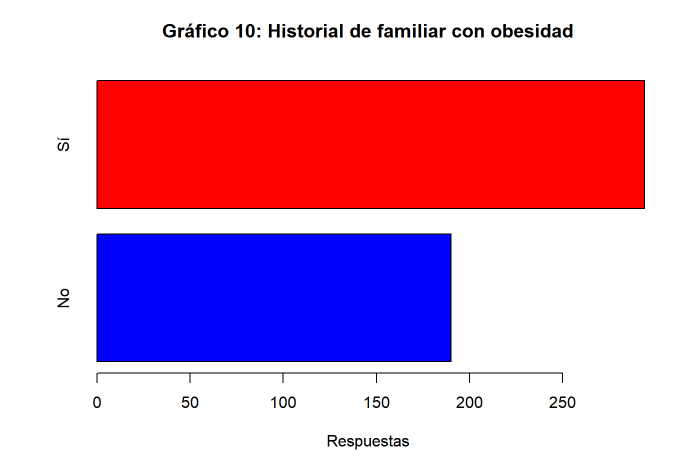 Gráfico 10: Historial de familiar con obesidad
Sí
No
0 50 100 150 200 250
Respuestas